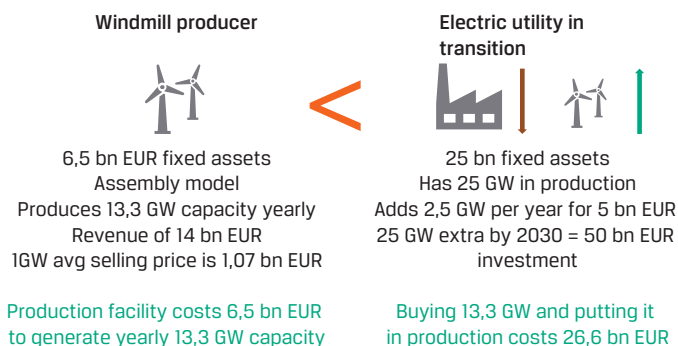 Windmill producer
6,5 bn EUR fixed assets
Assembly model
Produces 13,3 GW capacity yearly
Revenue of 14 bn EUR
1GW avg selling price is 1,07 bn EUR
Production facility costs 6,5 bn EUR
to generate yearly 13,3 GW capacity
<
Electric utility in
transition
25 bn fixed assets
Has 25 GW in production
Adds 2,5 GW per year for 5 bn EUR
25 GW extra by 2030 = 50 bn EUR
investment
Buying 13,3 GW and putting it
in production costs 26,6 bn EUR